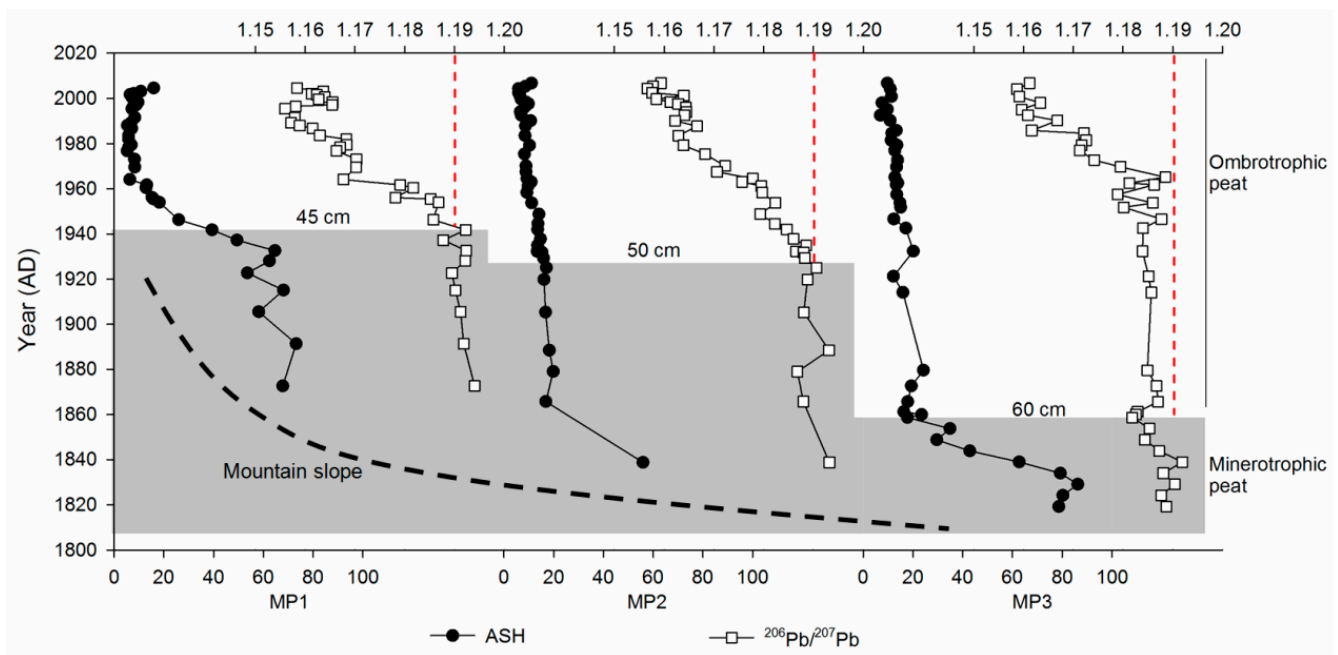 1.15 1.16 1.17 1.18 1.19 1.20 1.15 1.16 1.17 1.18 1.19 1.20 1.15 1.16 1.17 1.18 1.19 1.20
2020
2000
1980
1960
1940
1920
1900
1880
1860
1840
1820
1800
Year (AD)
45 cm
50 cm
60 cm
Mountain slope
Ombrotrophic
peat
Minerotrophic
peat
0 20 40 60 80 100 0 20 40 60 80 100 0 20 40 60 80 100
MP1 MP2 MP3
ASH ²⁰⁶Pb/²⁰⁷Pb